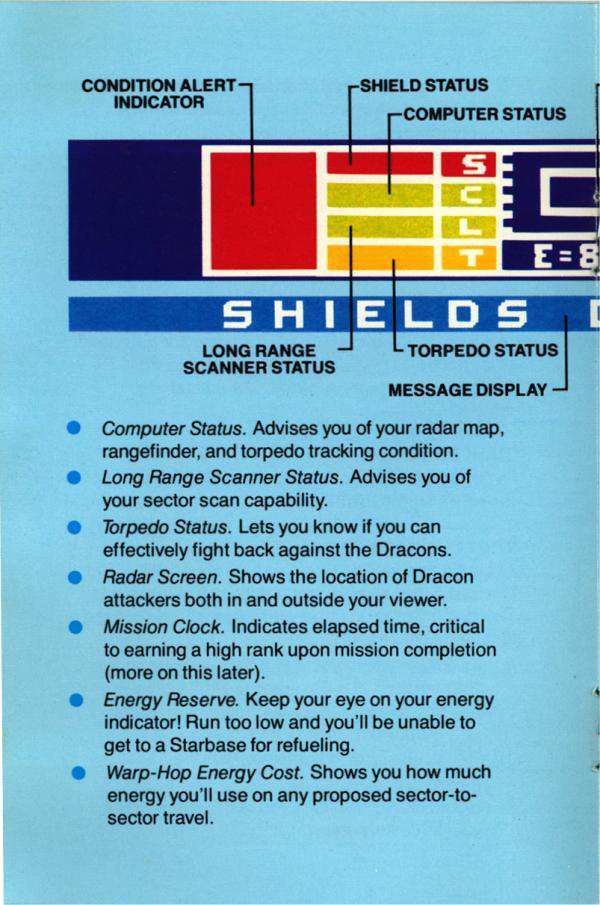 CONDITION ALERT
INDICATOR
SHIELD STATUS
COMPUTER STATUS
S
C
L
T
E=8
SHIELDS
LONG RANGE
SCANNER STATUS
TORPEDO STATUS
MESSAGE DISPLAY
Computer Status. Advises you of your radar map,
rangefinder, and torpedo tracking condition.
Long Range Scanner Status. Advises you of
your sector scan capability.
Torpedo Status. Lets you know if you can
effectively fight back against the Dracons.
Radar Screen. Shows the location of Dracon
attackers both in and outside your viewer.
Mission Clock. Indicates elapsed time, critical
to earning a high rank upon mission completion
(more on this later).
Energy Reserve. Keep your eye on your energy
indicator! Run too low and you'll be unable to
get to a Starbase for refueling.
Warp-Hop Energy Cost. Shows you how much
energy you'll use on any proposed sector-to-
sector travel.